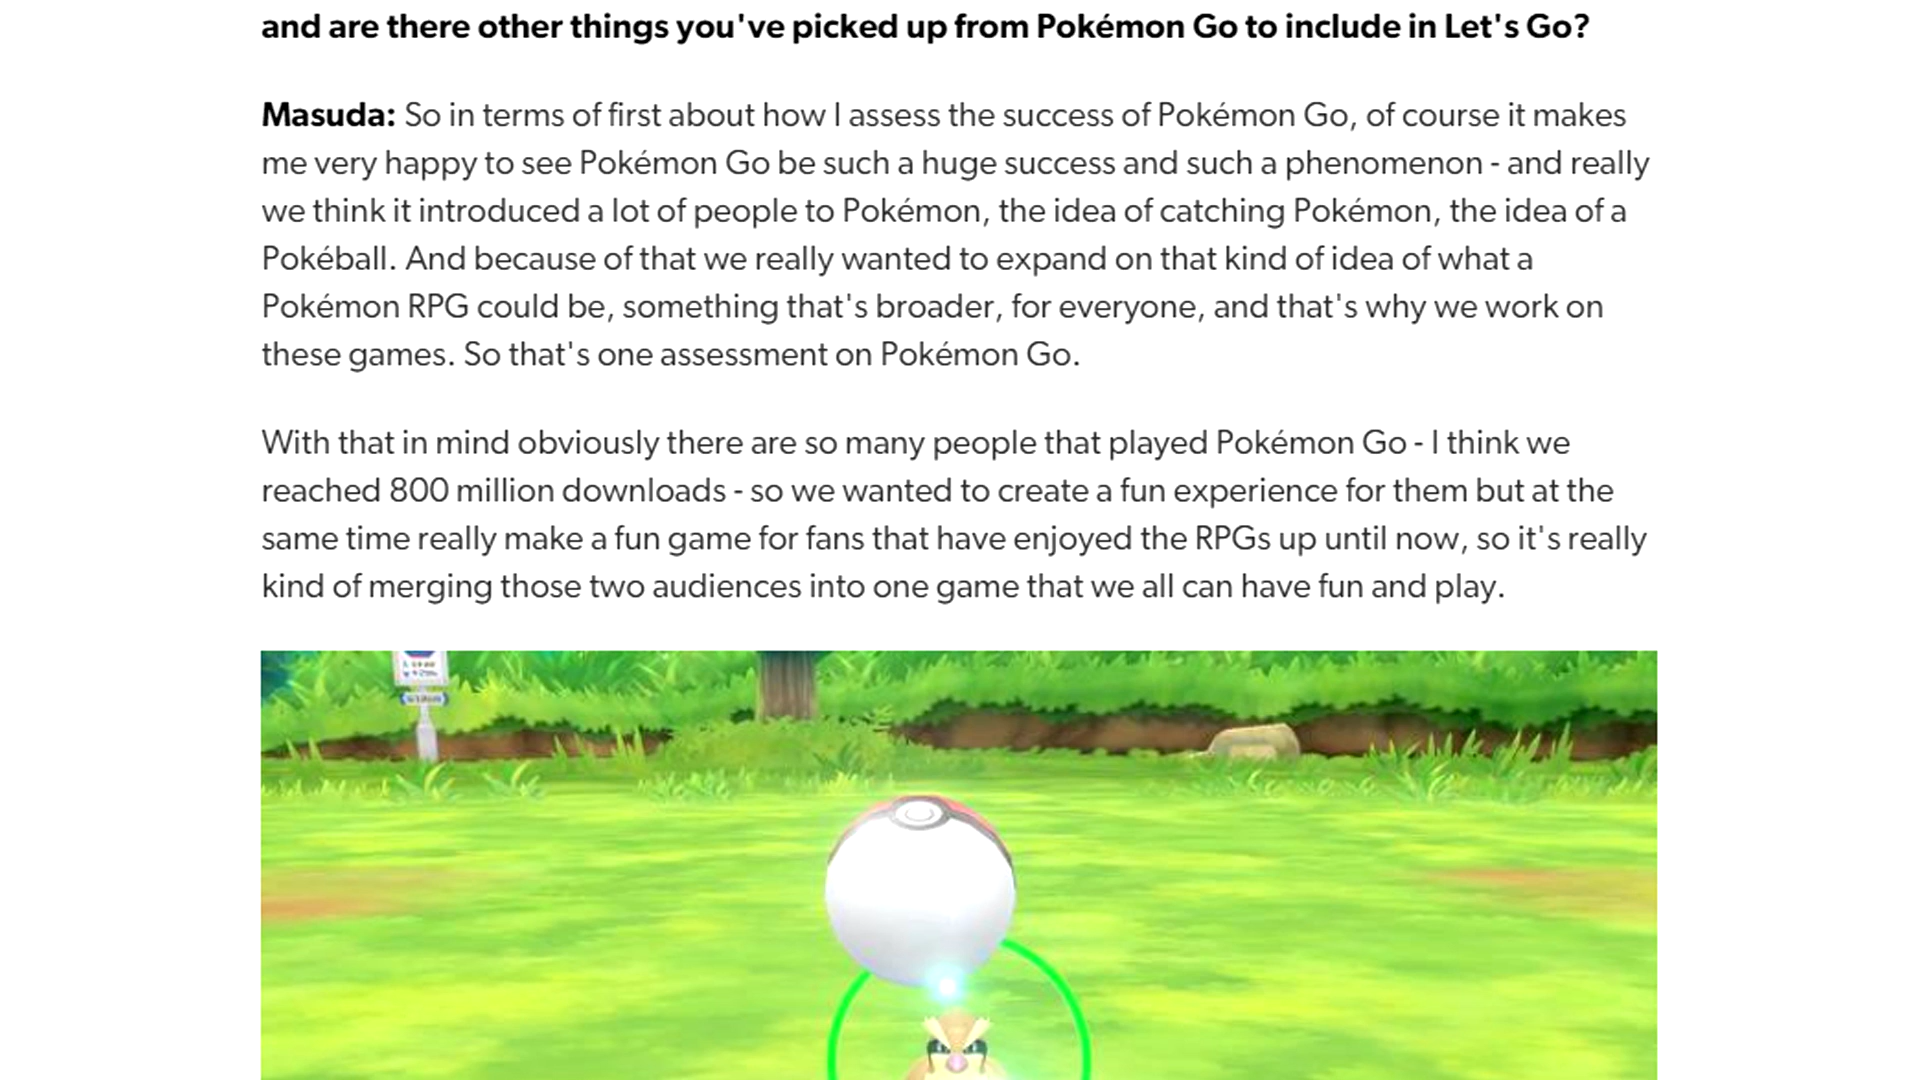 and are there other things you've picked up from Pokémon Go to include in Let's Go?
Masuda: So in terms of first about how I assess the success of Pokémon Go, of course it makes
me very happy to see Pokémon Go be such a huge success and such a phenomenon - and really
we think it introduced a lot of people to Pokémon, the idea of catching Pokémon, the idea of a
Pokéball. And because of that we really wanted to expand on that kind of idea of what a
Pokémon RPG could be, something that's broader, for everyone, and that's why we work on
these games. So that's one assessment on Pokémon Go.
With that in mind obviously there are so many people that played Pokémon Go - I think we
reached 800 million downloads - so we wanted to create a fun experience for them but at the
same time really make a fun game for fans that have enjoyed the RPGs up until now, so it's really
kind of merging those two audiences into one game that we all can have fun and play.